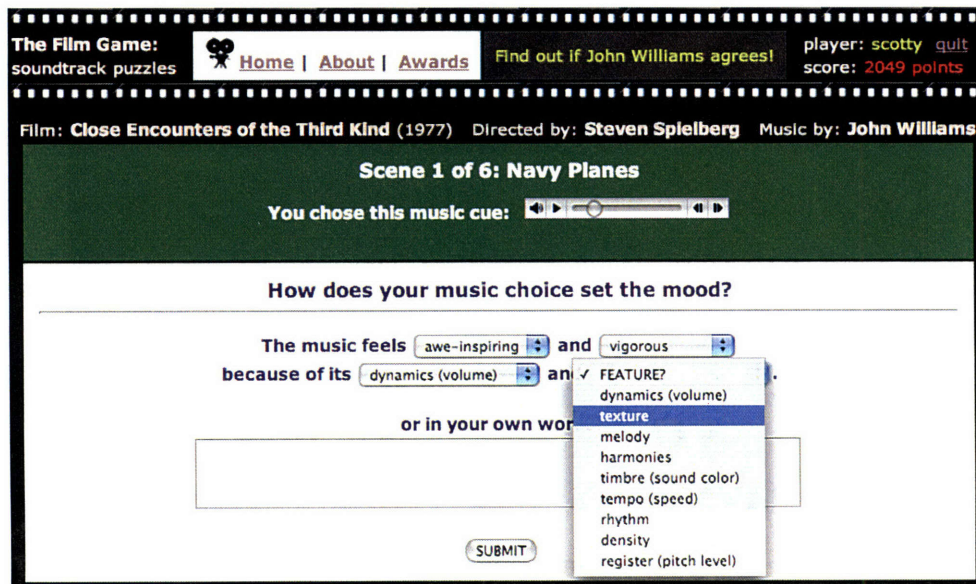 The Film Game:
soundtrack puzzles
Home | About | Awards
Find out if John Williams agrees!
player: scotty quit
score: 2049 points
Film: Close Encounters of the Third Kind (1977) Directed by: Steven Spielberg Music by: John Williams
Scene 1 of 6: Navy Planes
You chose this music cue:
How does your music choice set the mood?
The music feels awe-inspiring and vigorous
because of its dynamics (volume) an ✓ FEATURE? .
dynamics (volume)
texture
or in your own wor
melody
harmonies
timbre (sound color)
tempo (speed)
rhythm
density
register (pitch level)
SUBMIT